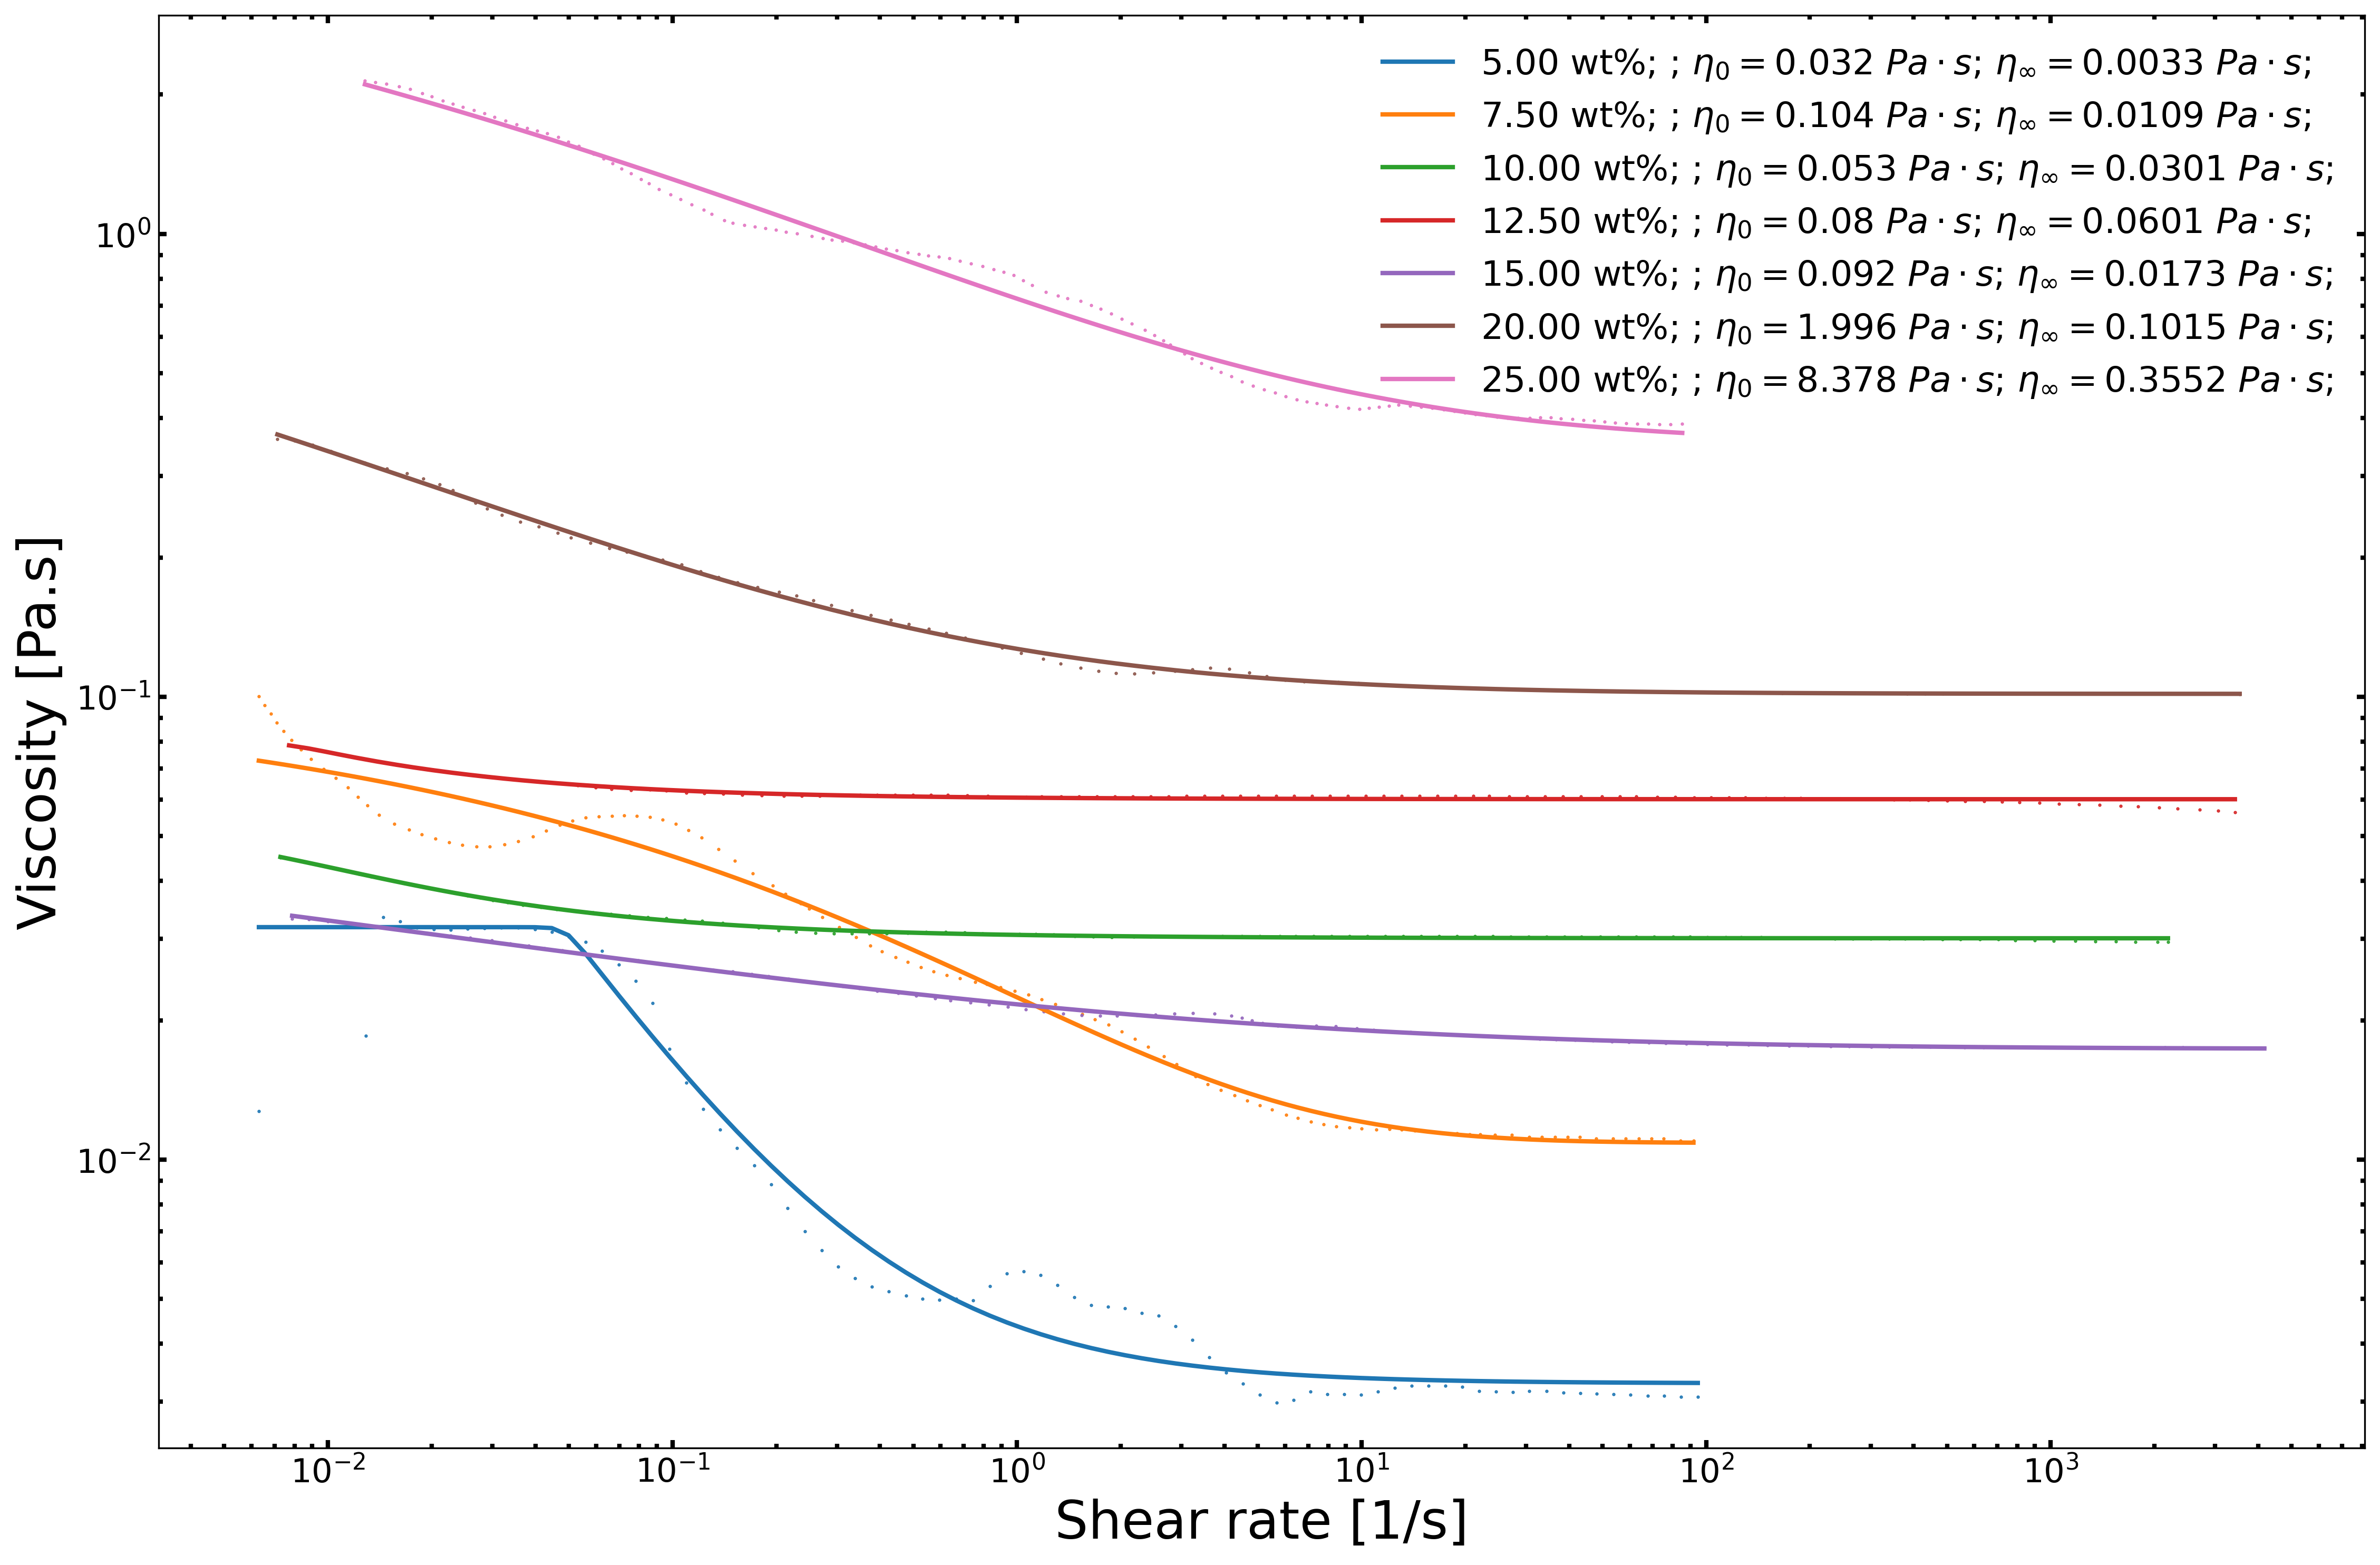 5.00 wt%; ; η₀ = 0.032 Pa · s; η∞ = 0.0033 Pa · s;
7.50 wt%; ; η₀ = 0.104 Pa · s; η∞ = 0.0109 Pa · s;
10.00 wt%; ; η₀ = 0.053 Pa · s; η∞ = 0.0301 Pa · s;
12.50 wt%; ; η₀ = 0.08 Pa · s; η∞ = 0.0601 Pa · s;
15.00 wt%; ; η₀ = 0.092 Pa · s; η∞ = 0.0173 Pa · s;
20.00 wt%; ; η₀ = 1.996 Pa · s; η∞ = 0.1015 Pa · s;
25.00 wt%; ; η₀ = 8.378 Pa · s; η∞ = 0.3552 Pa · s;
Viscosity [Pa.s]
10⁰
10⁻¹
10⁻²
10⁻² 10⁻¹ 10⁰ 10¹ 10² 10³
Shear rate [1/s]